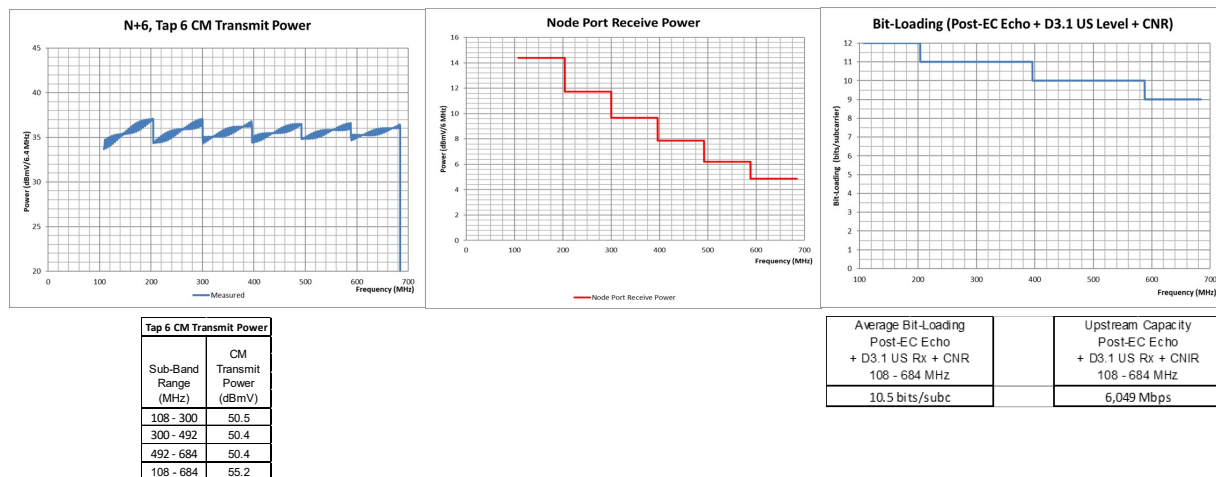 N+6, Tap 6 CM Transmit Power
Power (dBmV/6.4 MHz)
45
40
35
30
25
20
0
100
200
300
400
500
600
700
Frequency (MHz)
Measured
Node Port Receive Power
Power (dBmV/6 MHz)
16
14
12
10
8
6
4
2
0
0
100
200
300
400
500
600
700
Frequency (MHz)
Node Port Receive Power
Bit-Loading (Post-EC Echo + D3.1 US Level + CNR)
Bit-Loading (bits/subcarrier)
12
11
10
9
8
7
6
5
4
3
2
1
0
100
200
300
400
500
600
700
Frequency (MHz)
Tap 6 CM Transmit Power
Sub-Band Range (MHz)
CM Transmit Power (dBmV)
108 - 300 50.5
300 - 492 50.4
492 - 684 50.4
108 - 684 55.2
Average Bit-Loading
Post-EC Echo
+ D3.1 US Rx + CNR
108 - 684 MHz
10.5 bits/subc
Upstream Capacity
Post-EC Echo
+ D3.1 US Rx + CNIR
108 - 684 MHz
6,049 Mbps